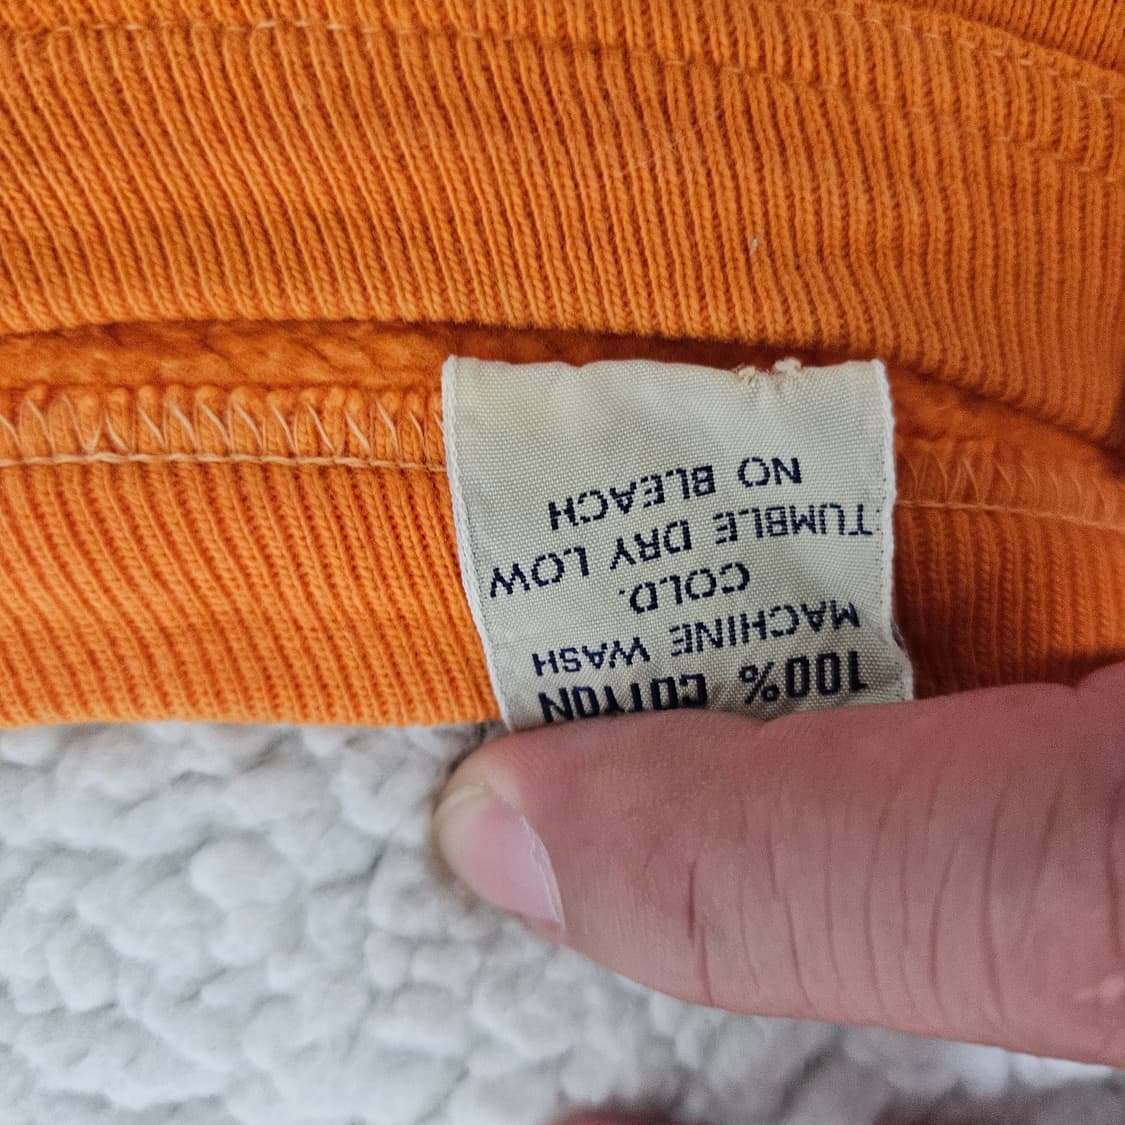 100% COTTON
MACHINE WASH
COLD.
TUMBLE DRY LOW
NO BLEACH